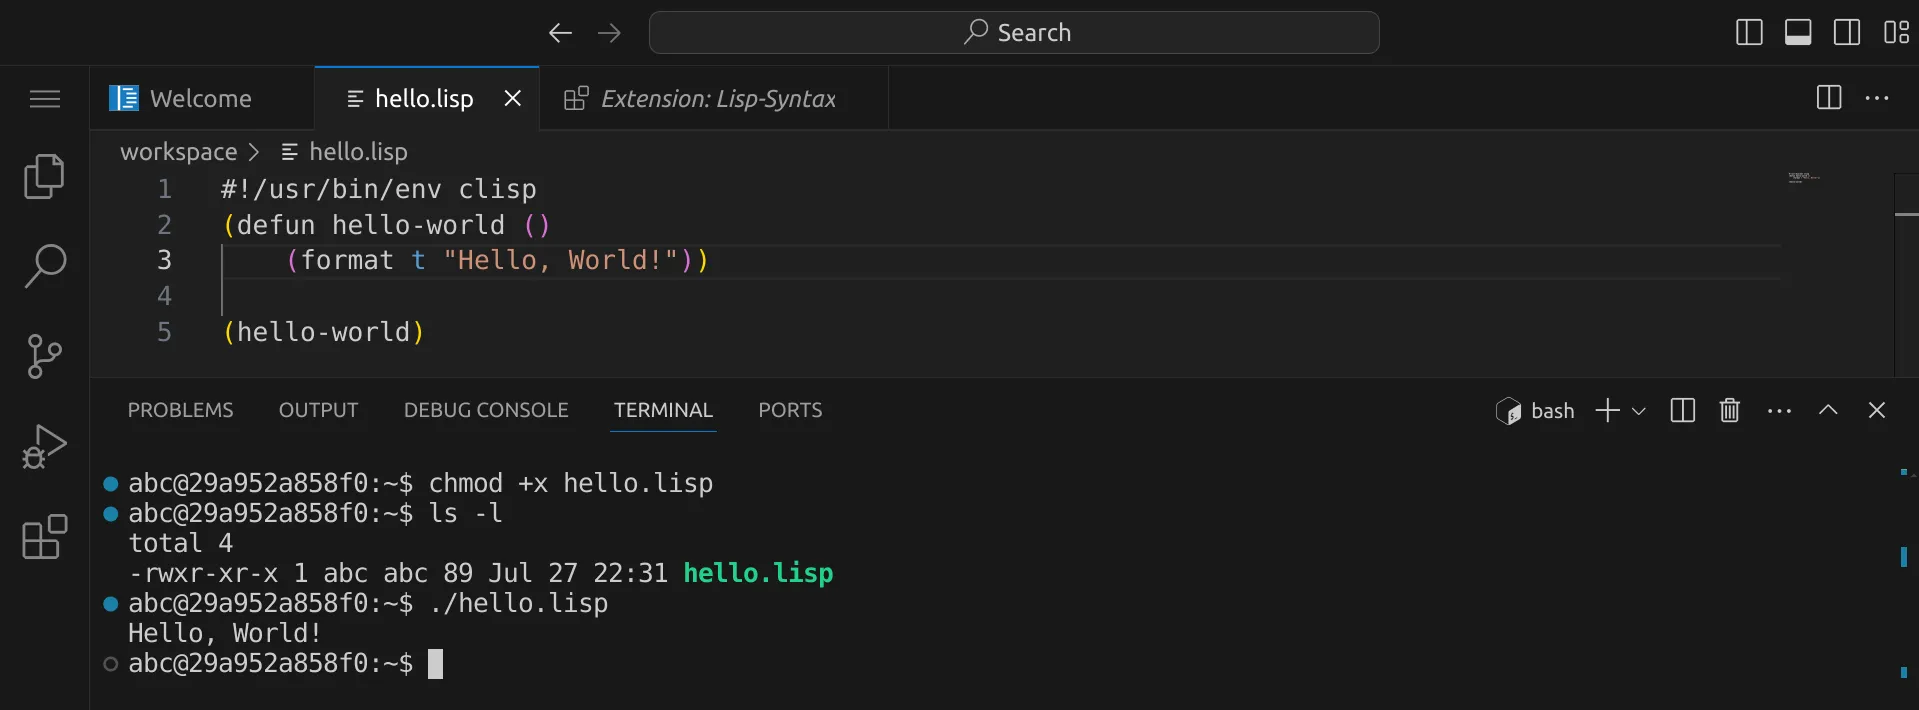 Search
Welcome
hello.lisp
Extension: Lisp-Syntax
workspace > hello.lisp
1 #!/usr/bin/env clisp
2 (defun hello-world ()
3     (format t "Hello, World!"))
4
5 (hello-world)
PROBLEMS OUTPUT DEBUG CONSOLE TERMINAL PORTS
bash
abc@29a952a858f0:~$ chmod +x hello.lisp
abc@29a952a858f0:~$ ls -l
total 4
-rwxr-xr-x 1 abc abc 89 Jul 27 22:31 hello.lisp
abc@29a952a858f0:~$ ./hello.lisp
Hello, World!
abc@29a952a858f0:~$